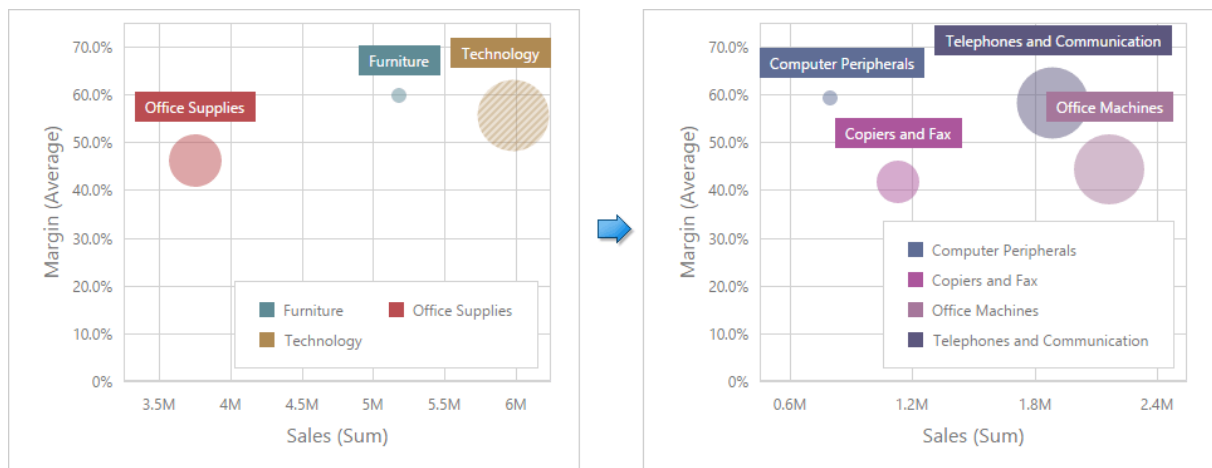 70.0%
60.0%
50.0%
40.0%
30.0%
20.0%
10.0%
0%
Margin (Average)
Technology
Furniture
Office Supplies
Furniture
Office Supplies
Technology
3.5M
4M
4.5M
5M
5.5M
6M
Sales (Sum)
70.0%
60.0%
50.0%
40.0%
30.0%
20.0%
10.0%
0%
Margin (Average)
Telephones and Communication
Computer Peripherals
Office Machines
Copiers and Fax
Computer Peripherals
Copiers and Fax
Office Machines
Telephones and Communication
0.6M
1.2M
1.8M
2.4M
Sales (Sum)